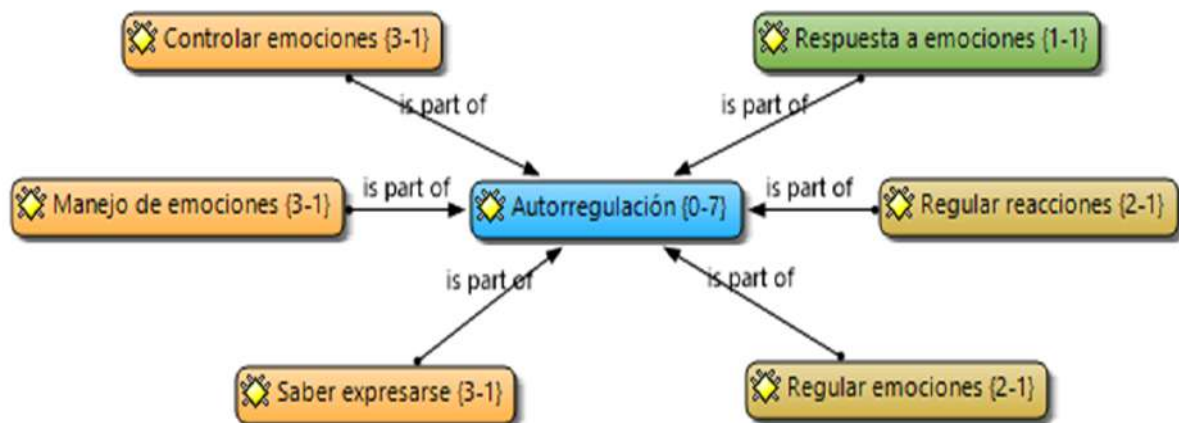 Controlar emociones {3-1}
Respuesta a emociones {1-1}
is part of
is part of
Manejo de emociones {3-1}
is part of
Autorregulación {0-7}
is part of
Regular reacciones {2-1}
is part of
is part of
Saber expresarse {3-1}
Regular emociones {2-1}